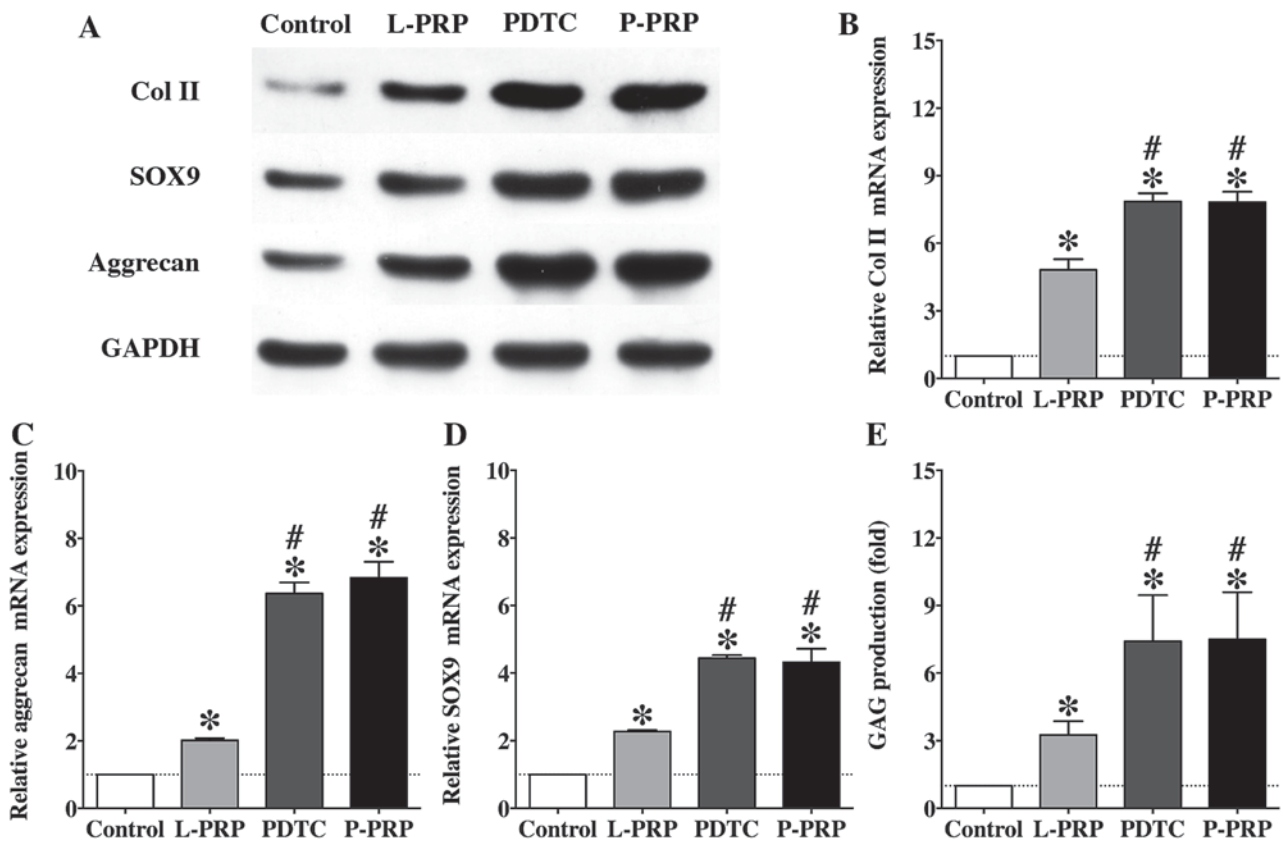 A
Control L-PRP PDTC P-PRP
Col II
SOX9
Aggrecan
GAPDH
B
Relative Col II mRNA expression
15
12
9
6
3
0
# #
* * *
Control L-PRP PDTC P-PRP
C
Relative aggrecan mRNA expression
10
8
6
4
2
0
# #
* * *
Control L-PRP PDTC P-PRP
D
Relative SOX9 mRNA expression
10
8
6
4
2
0
# #
* * *
Control L-PRP PDTC P-PRP
E
GAG production (fold)
15
12
9
6
3
0
# #
* * *
Control L-PRP PDTC P-PRP